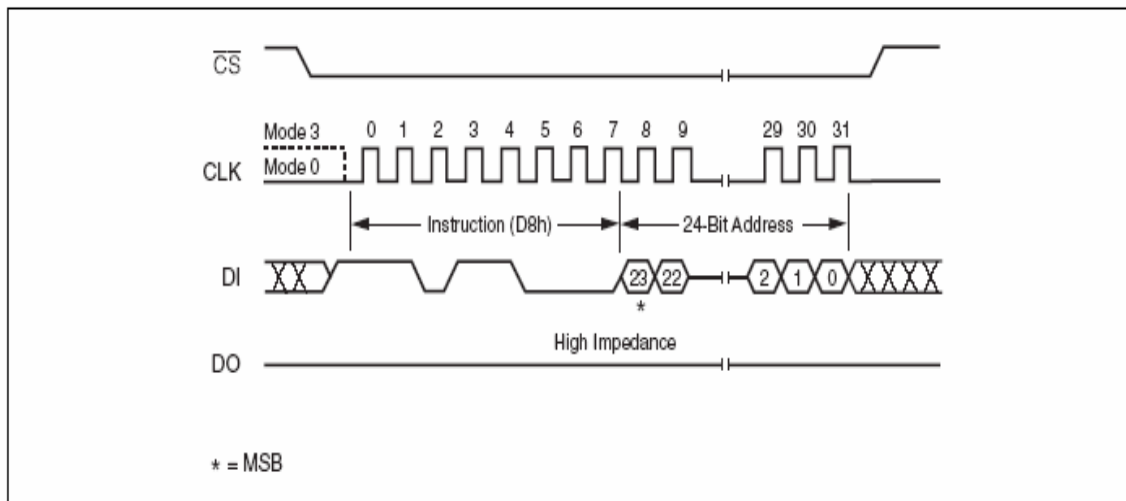 CS
Mode 3
0 1 2 3 4 5 6 7 8 9 29 30 31
Mode 0
CLK
Instruction (D8h) 24-Bit Address
DI 23 22 2 1 0
*
High Impedance
DO
* = MSB